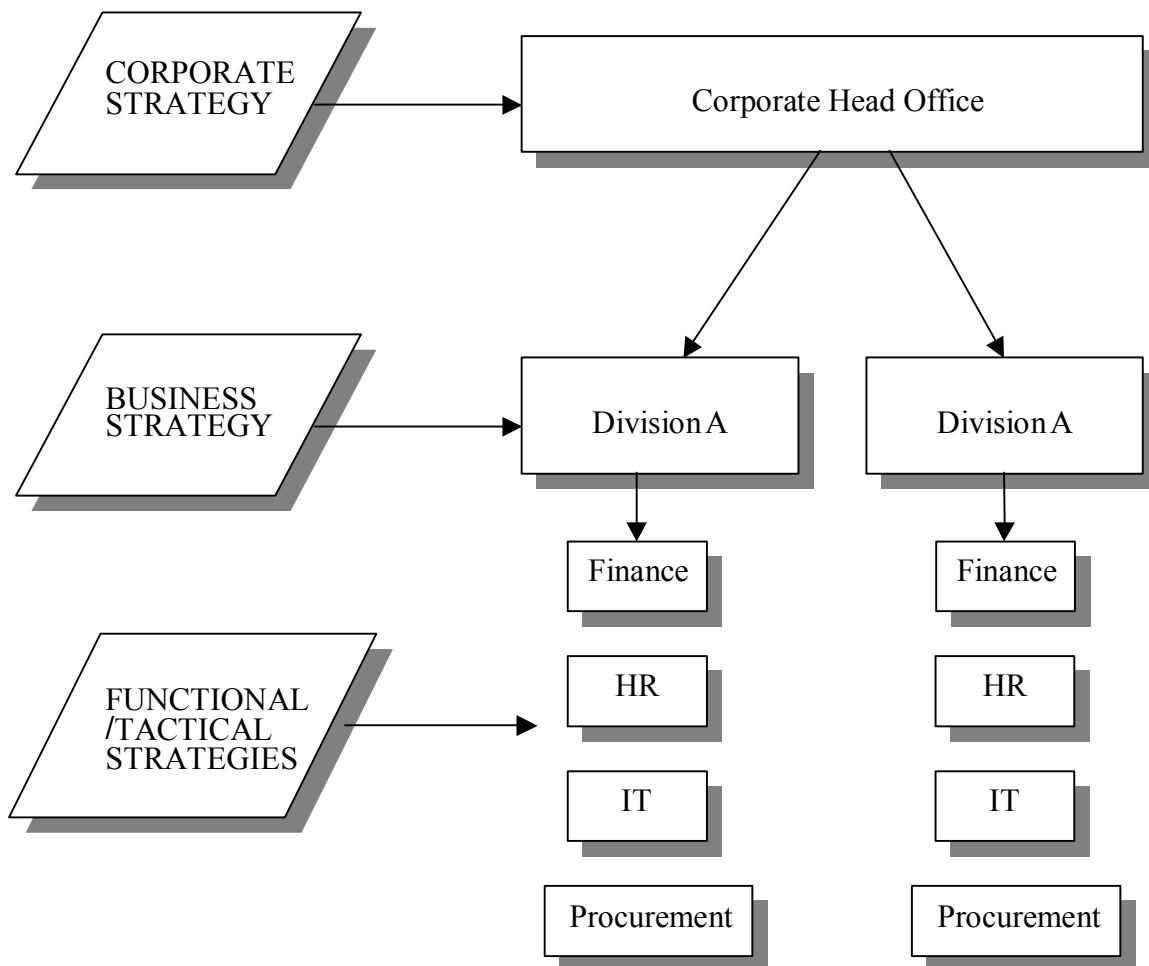 CORPORATE
STRATEGY
Corporate Head Office
BUSINESS
STRATEGY
Division A
Division A
Finance
Finance
FUNCTIONAL
/TACTICAL
STRATEGIES
HR
HR
IT
IT
Procurement
Procurement